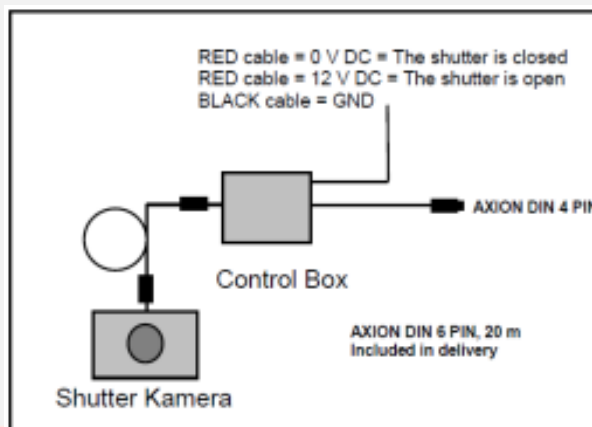 RED cable = 0 V DC = The shutter is closed
RED cable = 12 V DC = The shutter is open
BLACK cable = GND
AXION DIN 4 PIN
Control Box
AXION DIN 6 PIN, 20 m
Included in delivery
Shutter Kamera